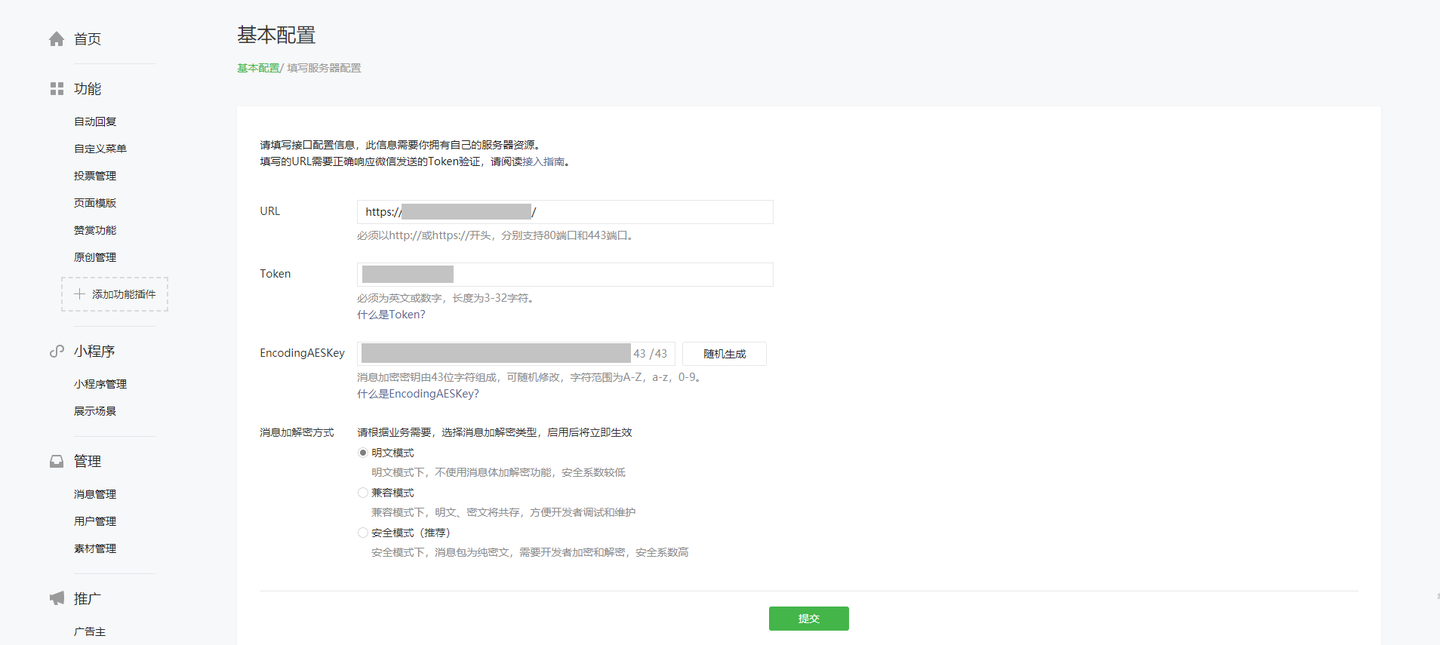 首页
功能
自动回复
自定义菜单
投票管理
页面模版
赞赏功能
原创管理
添加功能插件
小程序
小程序管理
展示场景
管理
消息管理
用户管理
素材管理
推广
广告主
基本配置
基本配置/ 填写服务器配置
请填写接口配置信息，此信息需要你拥有自己的服务器资源。
填写的URL需要正确响应微信发送的Token验证，请阅读接入指南。
URL
https:// /
必须以http://或https://开头，分别支持80端口和443端口。
Token
必须为英文或数字，长度为3-32字符。
什么是Token?
EncodingAESKey
43 /43
随机生成
消息加密密钥由43位字符组成，可随机修改，字符范围为A-Z，a-z，0-9。
什么是EncodingAESKey?
消息加解密方式
请根据业务需要，选择消息加解密类型，启用后将立即生效
明文模式
明文模式下，不使用消息体加解密功能，安全系数较低
兼容模式
兼容模式下，明文、密文将共存，方便开发者调试和维护
安全模式（推荐）
安全模式下，消息包为纯密文，需要开发者加密和解密，安全系数高
提交